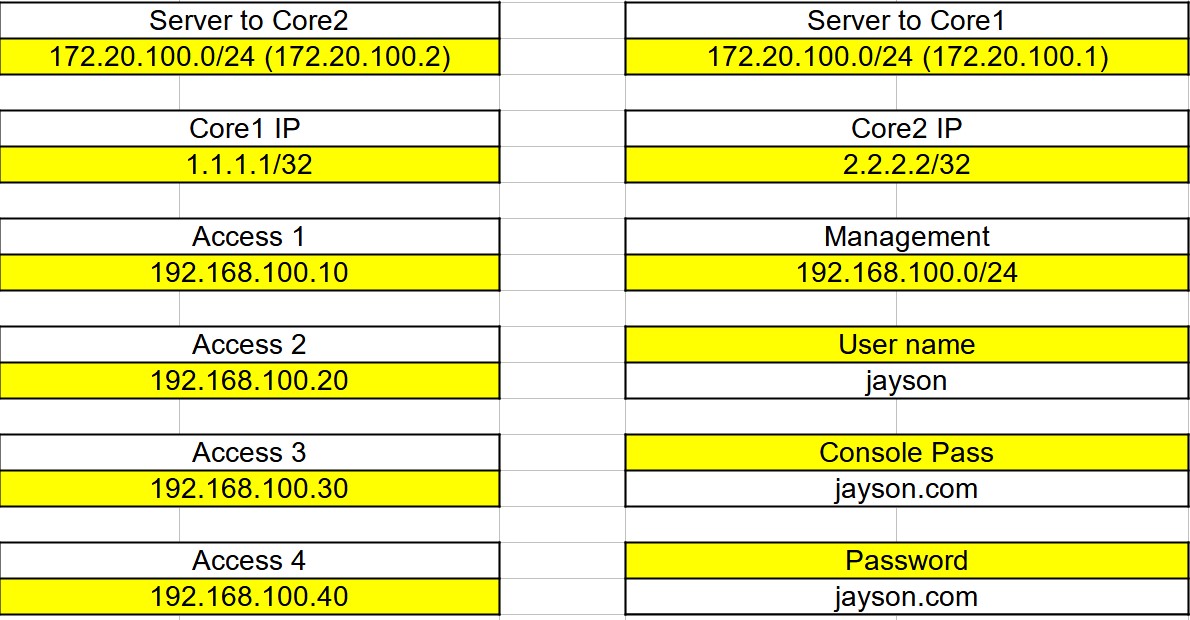 Server to Core2
Server to Core1
172.20.100.0/24 (172.20.100.2)
172.20.100.0/24 (172.20.100.1)
Core1 IP
Core2 IP
1.1.1.1/32
2.2.2.2/32
Access 1
Management
192.168.100.10
192.168.100.0/24
Access 2
User name
192.168.100.20
jayson
Access 3
Console Pass
192.168.100.30
jayson.com
Access 4
Password
192.168.100.40
jayson.com